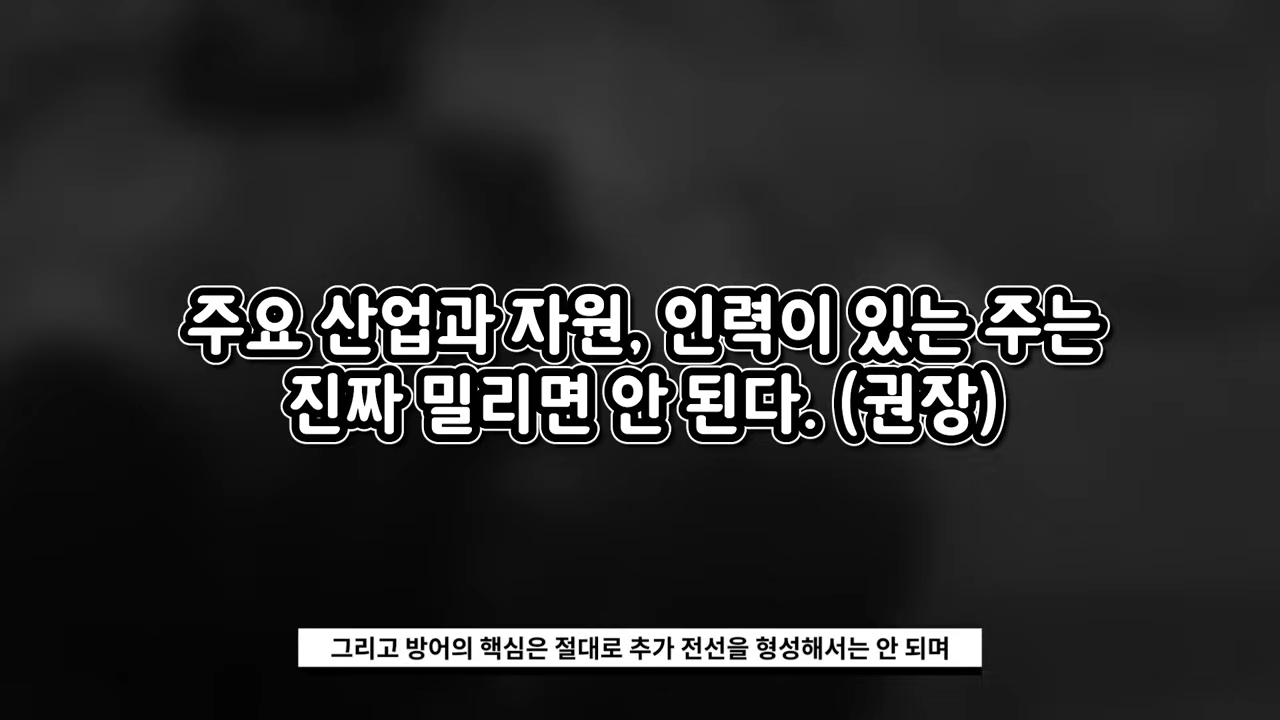 주요 산업과 자원, 인력이 있는 주는
진짜 밀리면 안 된다. (권장)
그리고 방어의 핵심은 절대로 추가 전선을 형성해서는 안 되며